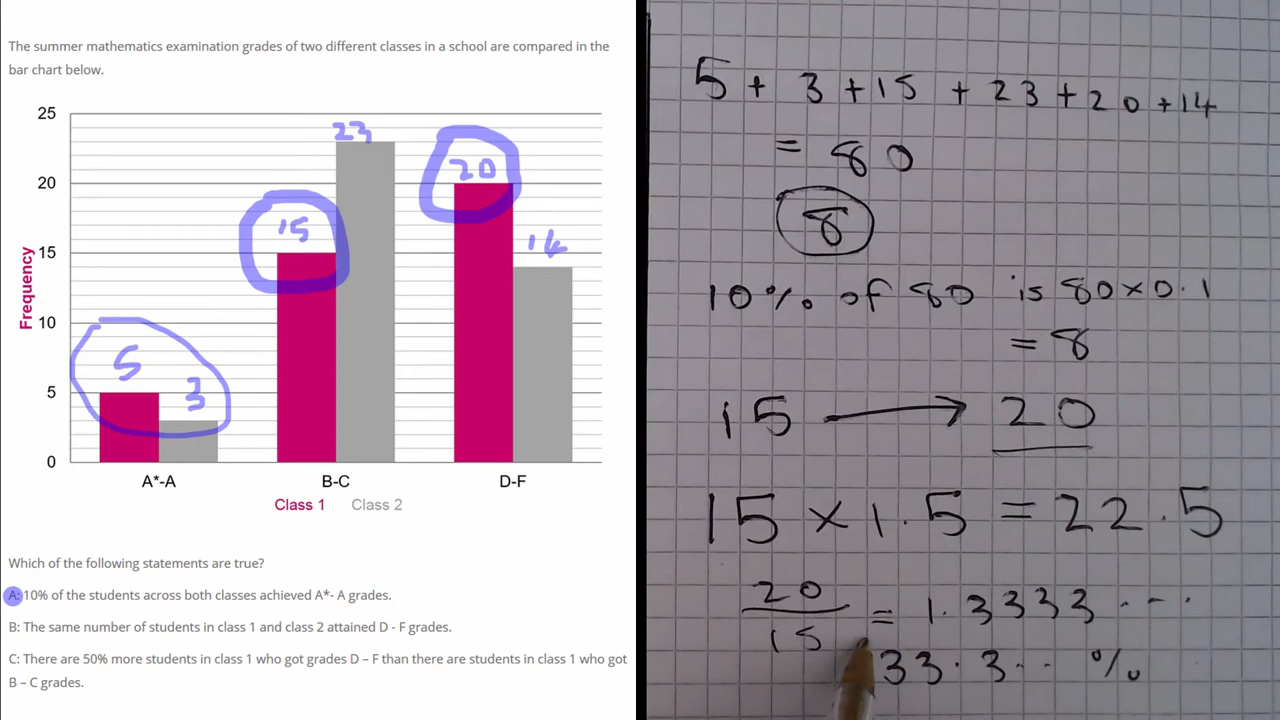 The summer mathematics examination grades of two different classes in a school are compared in the
bar chart below.
25
20
15
10
5
0
Frequency
5
3
15
23
20
14
A*-A
B-C
D-F
Class 1 Class 2
Which of the following statements are true?
A: 10% of the students across both classes achieved A*- A grades.
B: The same number of students in class 1 and class 2 attained D - F grades.
C: There are 50% more students in class 1 who got grades D – F than there are students in class 1 who got
B – C grades.
5 + 3 + 15 + 23 + 20 + 14
= 80
8
10% of 80 is 80 × 0.1
= 8
15 → 20
15 × 1.5 = 22.5
20
15
= 1.3333 ...
33.3.. %